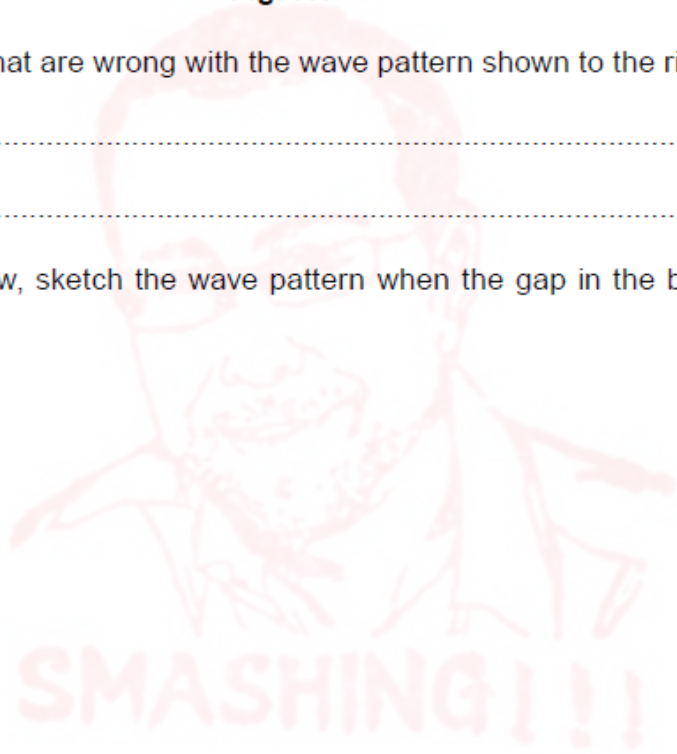 hat are wrong with the wave pattern shown to the ri
w, sketch the wave pattern when the gap in the b
SMASHING!!!